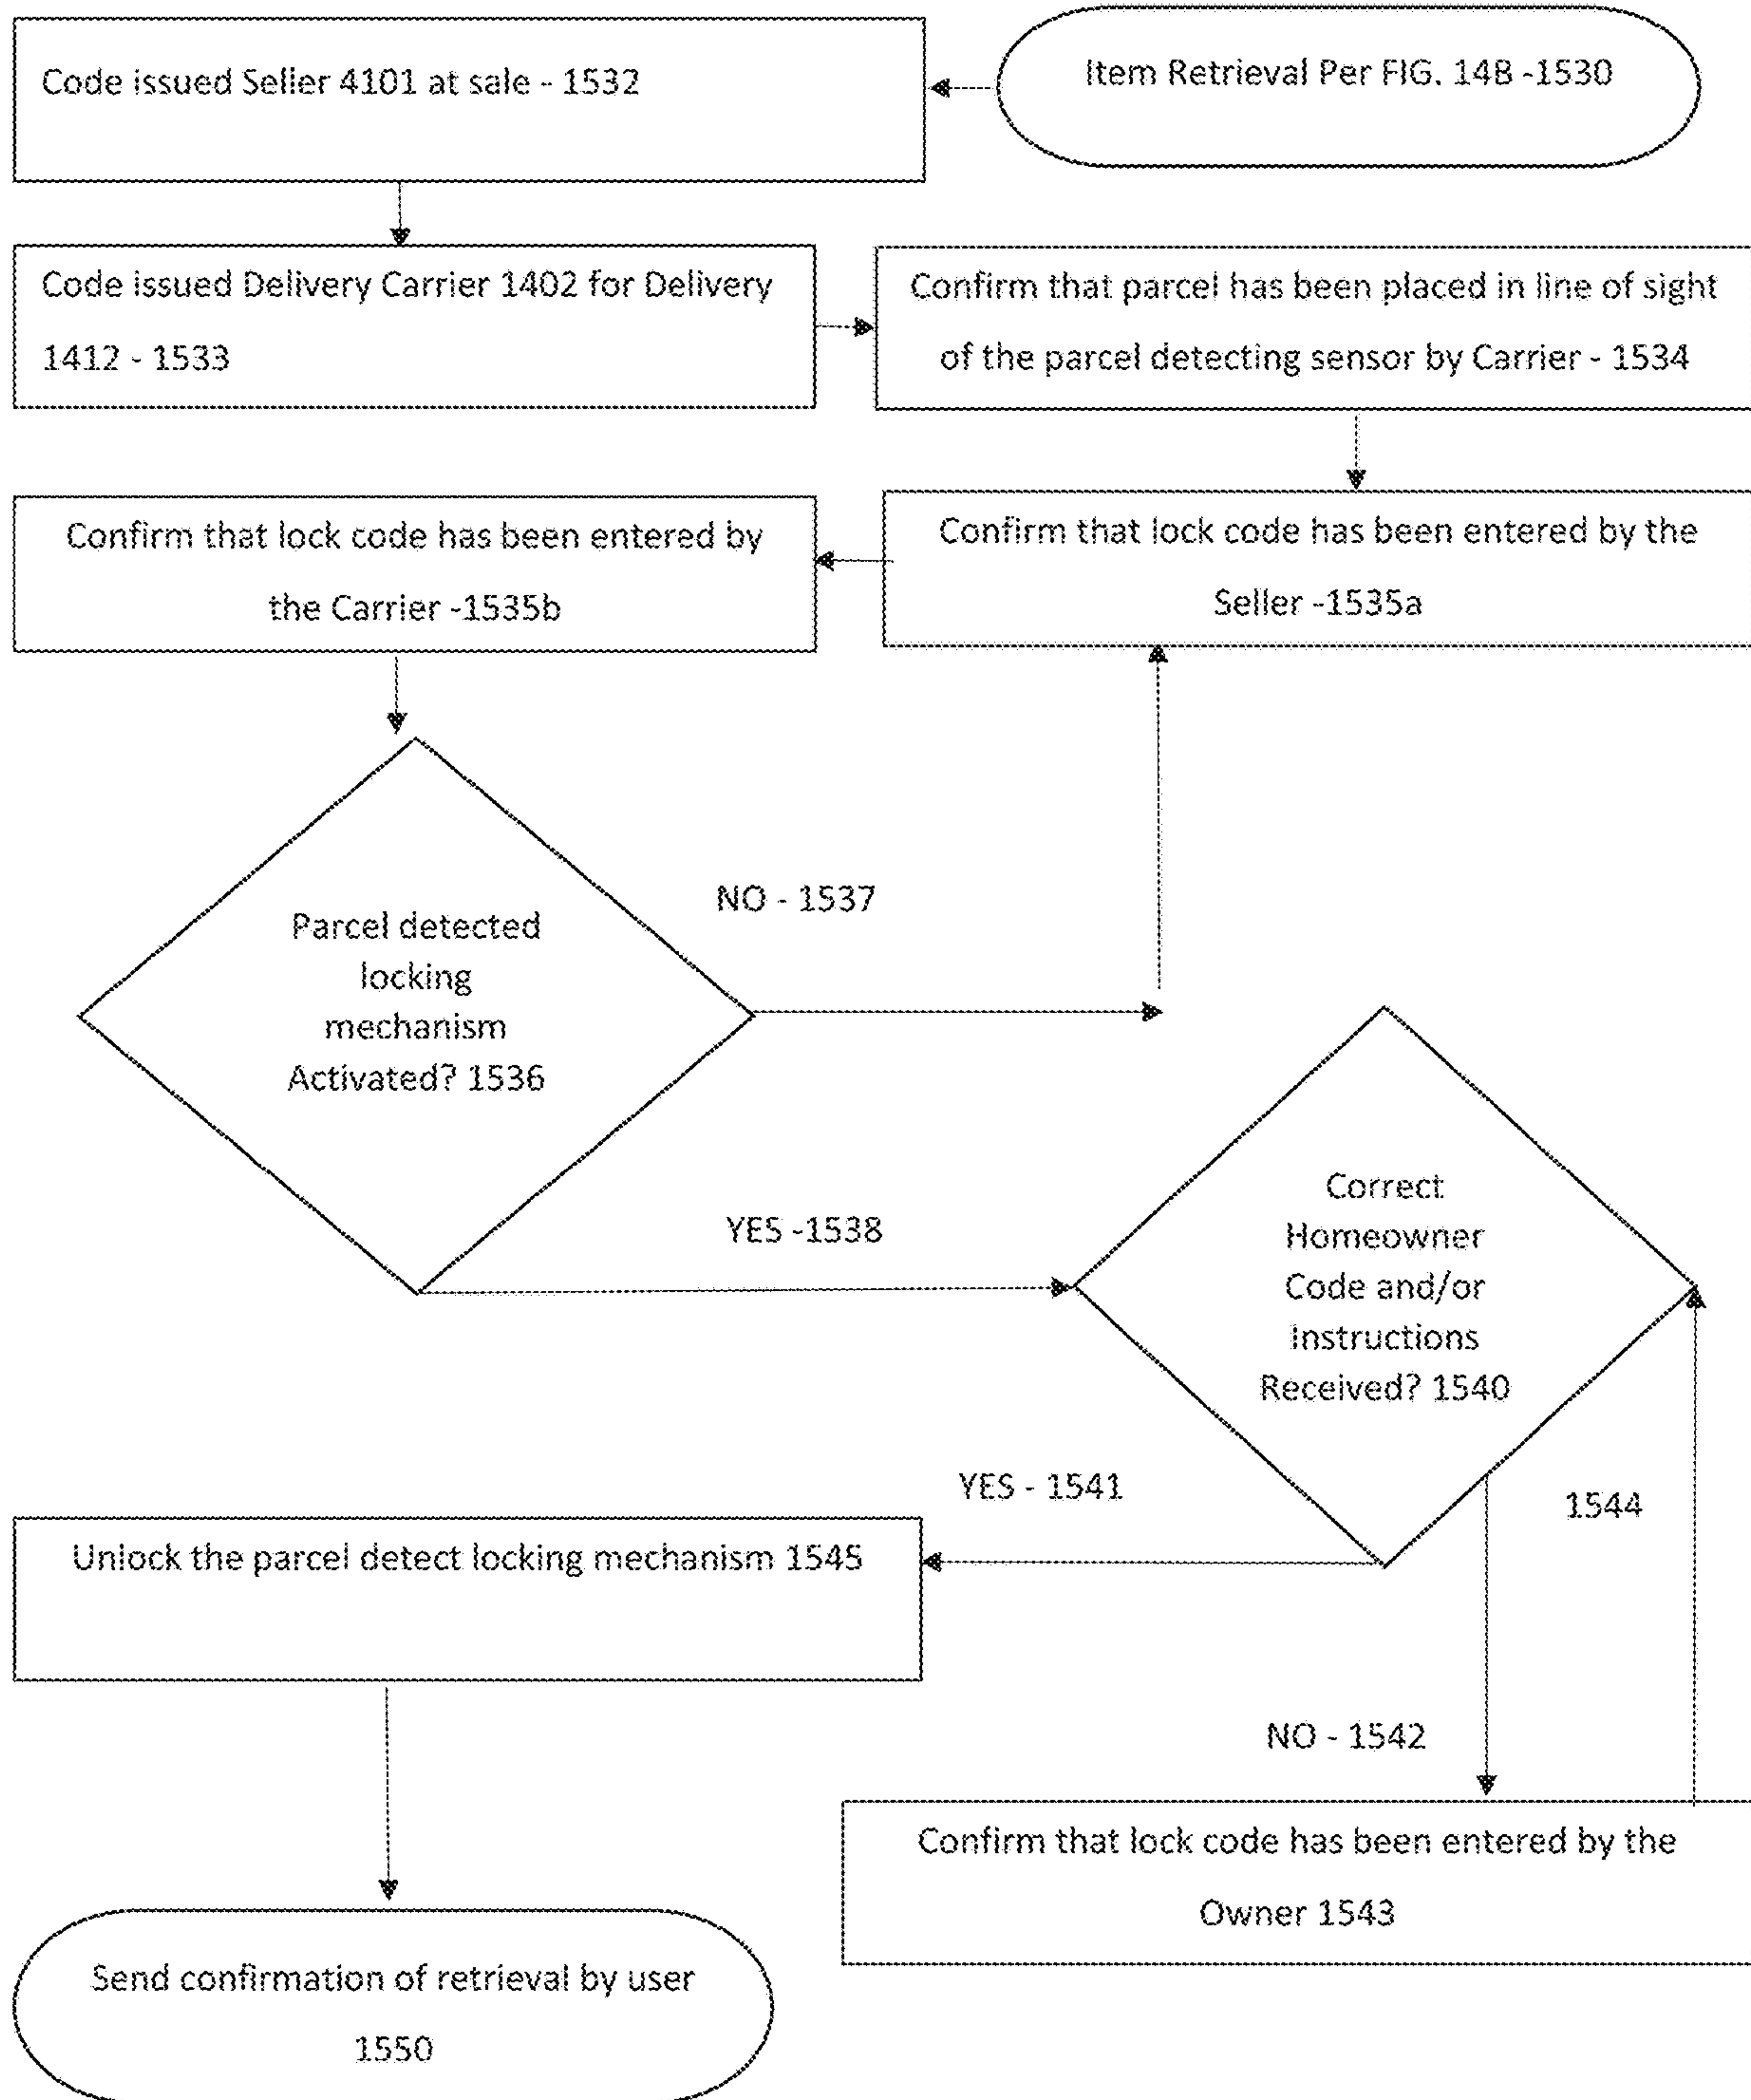 Item Retrieval Per FIG. 14B -1530
Code issued Seller 4101 at sale - 1532
Code issued Delivery Carrier 1402 for Delivery
1412 - 1533
Confirm that parcel has been placed in line of sight
of the parcel detecting sensor by Carrier - 1534
Confirm that lock code has been entered by the
Seller -1535a
Confirm that lock code has been entered by
the Carrier -1535b
Parcel detected
locking
mechanism
Activated? 1536
NO - 1537
YES -1538
Correct
Homeowner
Code and/or
Instructions
Received? 1540
YES - 1541
1544
Unlock the parcel detect locking mechanism 1545
NO - 1542
Confirm that lock code has been entered by the
Owner 1543
Send confirmation of retrieval by user
1550